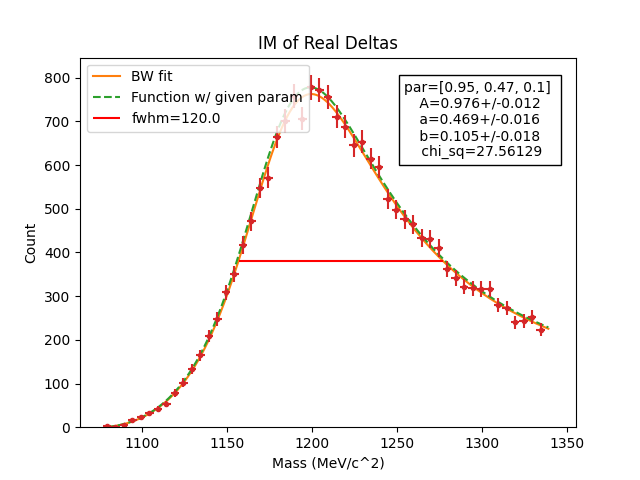 IM of Real Deltas
BW fit
Function w/ given param
fwhm=120.0
par=[0.95, 0.47, 0.1]
A=0.976+/-0.012
a=0.469+/-0.016
b=0.105+/-0.018
chi_sq=27.56129
Count
800
700
600
500
400
300
200
100
0
1100
1150
1200
1250
1300
1350
Mass (MeV/c^2)